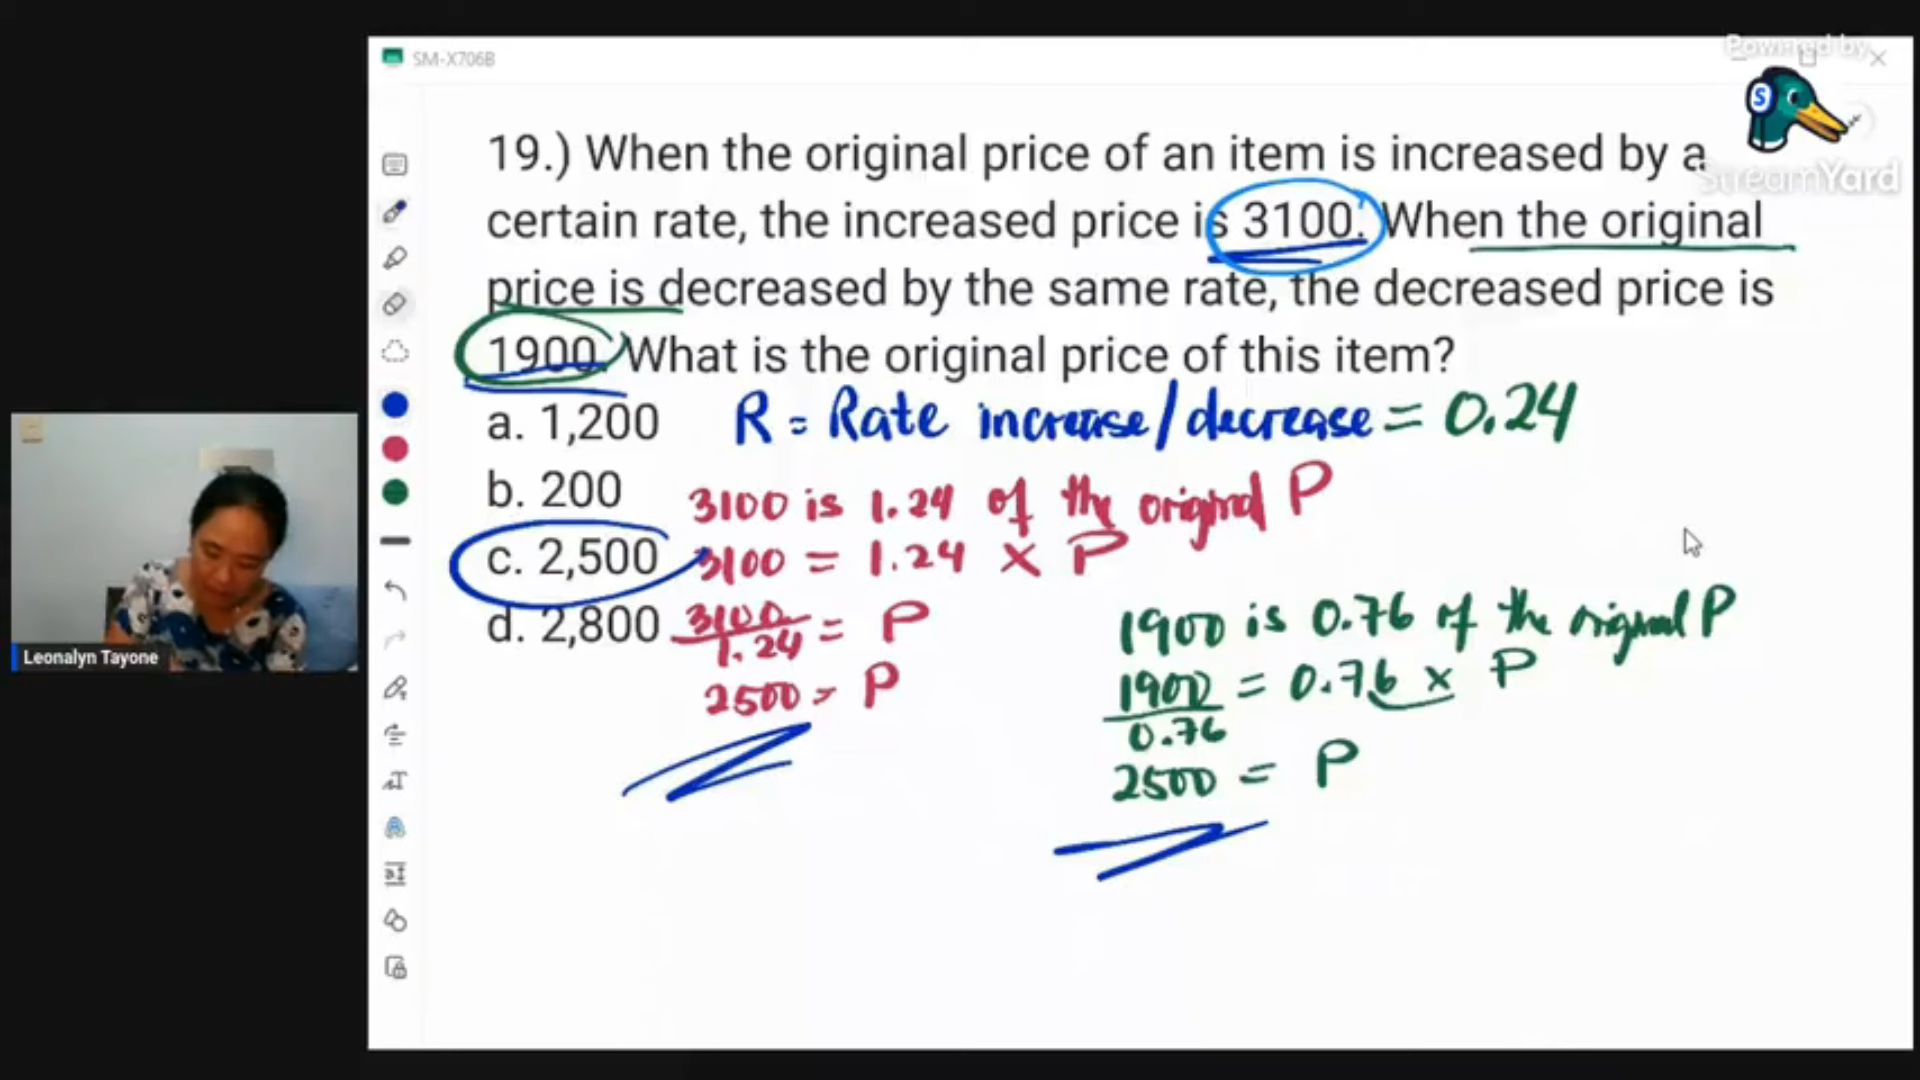 SM-X706B
Powered by
StreamYard
19.) When the original price of an item is increased by a
certain rate, the increased price is 3100. When the original
price is decreased by the same rate, the decreased price is
1900. What is the original price of this item?
a. 1,200
R = Rate increase/decrease = 0.24
b. 200
3100 is 1.24 of the original P
c. 2,500
3100 = 1.24 x P
d. 2,800
3100/1.24 = P
2500 = P
1900 is 0.76 of the original P
1900/0.76 = 0.76 x P
2500 = P
Leonalyn Tayone